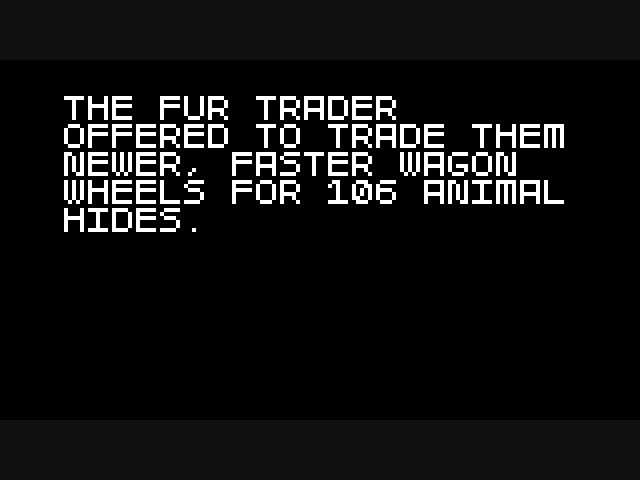 THE FUR TRADER
OFFERED TO TRADE THEM
NEWER, FASTER WAGON
WHEELS FOR 106 ANIMAL
HIDES.